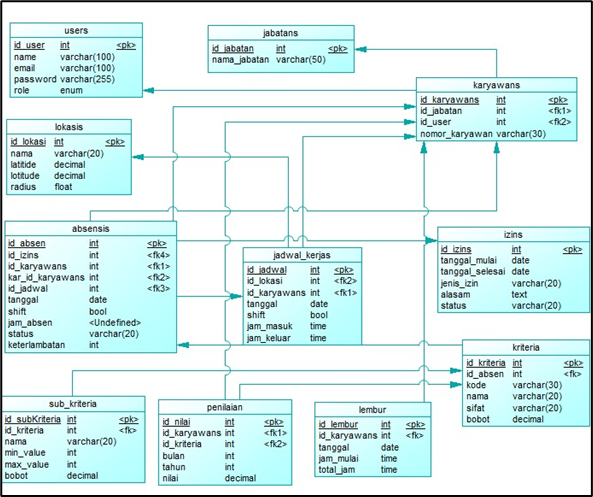 users
id_user int <pk>
name varchar(100)
email varchar(100)
password varchar(255)
role enum
jabatans
id_jabatan int <pk>
nama_jabatan varchar(50)
karyawans
id_karyawans int <pk>
id_jabatan int <fk1>
id_user int <fk2>
nomor_karyawan varchar(30)
lokasis
id_lokasi int <pk>
nama varchar(20)
latitide decimal
lotitude decimal
radius float
absensis
id_absen int <pk>
id_izins int <fk4>
id_karyawans int <fk1>
kar_id_karyawans int <fk2>
id_jadwal int <fk3>
tanggal date
shift bool
jam_absen <Undefined>
status varchar(20)
keterlambatan int
jadwal_kerjas
id_jadwal int <pk>
id_lokasi int <fk2>
id_karyawans int <fk1>
tanggal date
shift bool
jam_masuk time
jam_keluar time
izins
id_izins int <pk>
tanggal_mulai date
tanggal_selesai date
jenis_izin varchar(20)
alasam text
status varchar(20)
kriteria
id_kriteria int <pk>
id_absen int <fk>
kode varchar(30)
nama varchar(20)
sifat varchar(20)
bobot decimal
sub_kriteria
id_subKriteria int <pk>
id_kriteria int <fk>
nama varchar(20)
min_value int
max_value int
bobot decimal
penilaian
id_nilai int <pk>
id_karyawans int <fk1>
id_kriteria int <fk2>
bulan int
tahun int
nilai decimal
lembur
id_lembur int <pk>
id_karyawans int <fk>
tanggal date
jam_mulai time
total_jam time